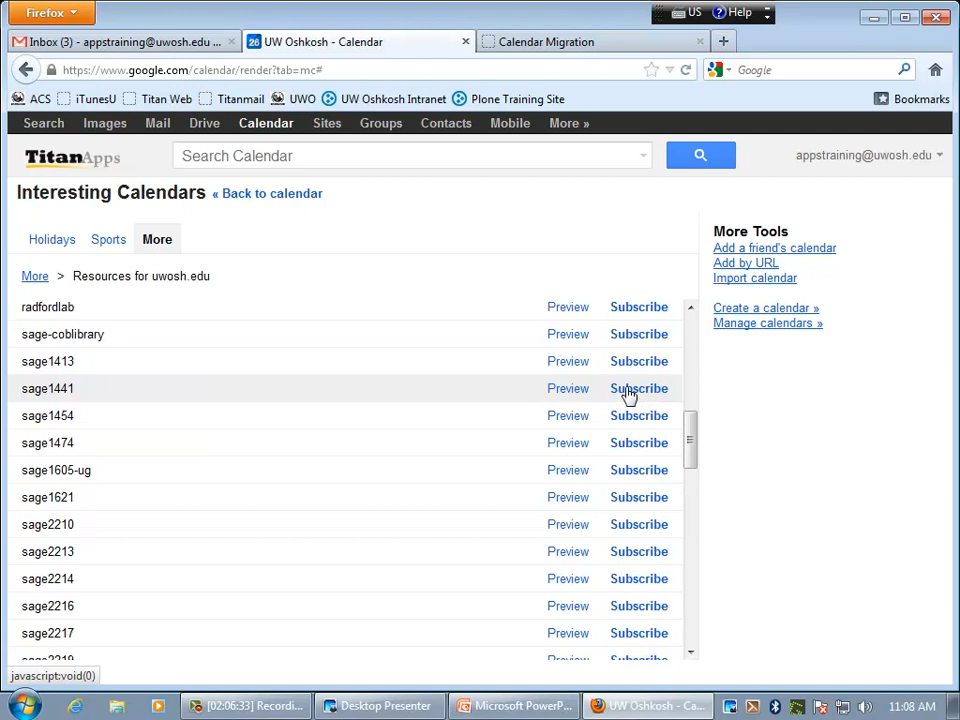 Firefox
US Help
Inbox (3) - appstraining@uwosh.edu ...
UW Oshkosh - Calendar
Calendar Migration
https://www.google.com/calendar/render?tab=mc#
Google
ACS iTunesU Titan Web Titanmail UWO UW Oshkosh Intranet Plone Training Site Bookmarks
Search Images Mail Drive Calendar Sites Groups Contacts Mobile More »
TitanApps
Search Calendar
appstraining@uwosh.edu
Interesting Calendars « Back to calendar
Holidays Sports More
More > Resources for uwosh.edu
radfordlab Preview Subscribe
sage-coblibrary Preview Subscribe
sage1413 Preview Subscribe
sage1441 Preview Subscribe
sage1454 Preview Subscribe
sage1474 Preview Subscribe
sage1605-ug Preview Subscribe
sage1621 Preview Subscribe
sage2210 Preview Subscribe
sage2213 Preview Subscribe
sage2214 Preview Subscribe
sage2216 Preview Subscribe
sage2217 Preview Subscribe
More Tools
Add a friend's calendar
Add by URL
Import calendar
Create a calendar »
Manage calendars »
javascript:void(0)
[02:06:33] Recordi...
Desktop Presenter
Microsoft PowerP...
UW Oshkosh - Ca...
11:08 AM